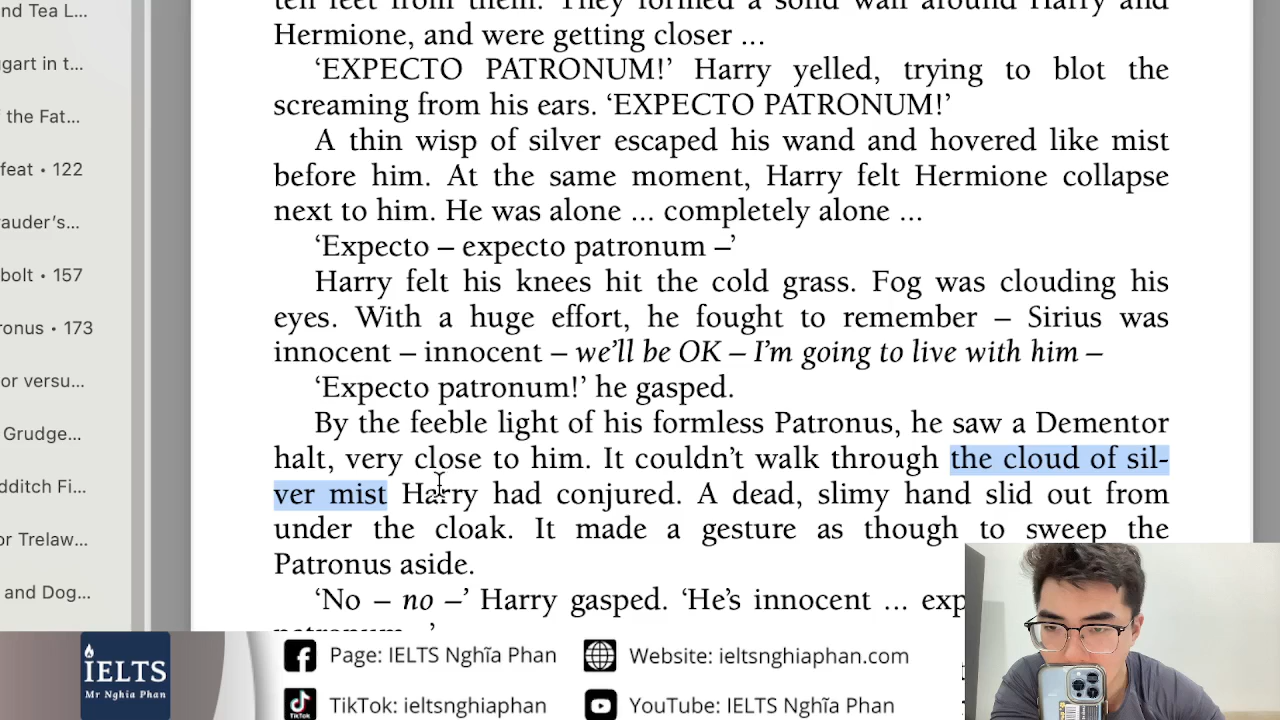 and Tea L...
gart in t...
f the Fat...
feat • 122
rauder's...
bolt • 157
ronus • 173
or versu...
Grudge...
dditch Fi...
or Trelaw...
and Dog...
ten feet from them. They formed a solid wall around Harry and
Hermione, and were getting closer ...
'EXPECTO PATRONUM!' Harry yelled, trying to blot the
screaming from his ears. 'EXPECTO PATRONUM!'
A thin wisp of silver escaped his wand and hovered like mist
before him. At the same moment, Harry felt Hermione collapse
next to him. He was alone ... completely alone ...
'Expecto – expecto patronum –'
Harry felt his knees hit the cold grass. Fog was clouding his
eyes. With a huge effort, he fought to remember – Sirius was
innocent – innocent – we'll be OK – I'm going to live with him –
'Expecto patronum!' he gasped.
By the feeble light of his formless Patronus, he saw a Dementor
halt, very close to him. It couldn't walk through the cloud of sil-
ver mist Harry had conjured. A dead, slimy hand slid out from
under the cloak. It made a gesture as though to sweep the
Patronus aside.
'No – no –' Harry gasped. 'He's innocent ... exp
IELTS
Mr Nghia Phan
Page: IELTS Nghĩa Phan
Website: ieltsnghiaphan.com
TikTok: ieltsnghiaphan
YouTube: IELTS Nghĩa Phan